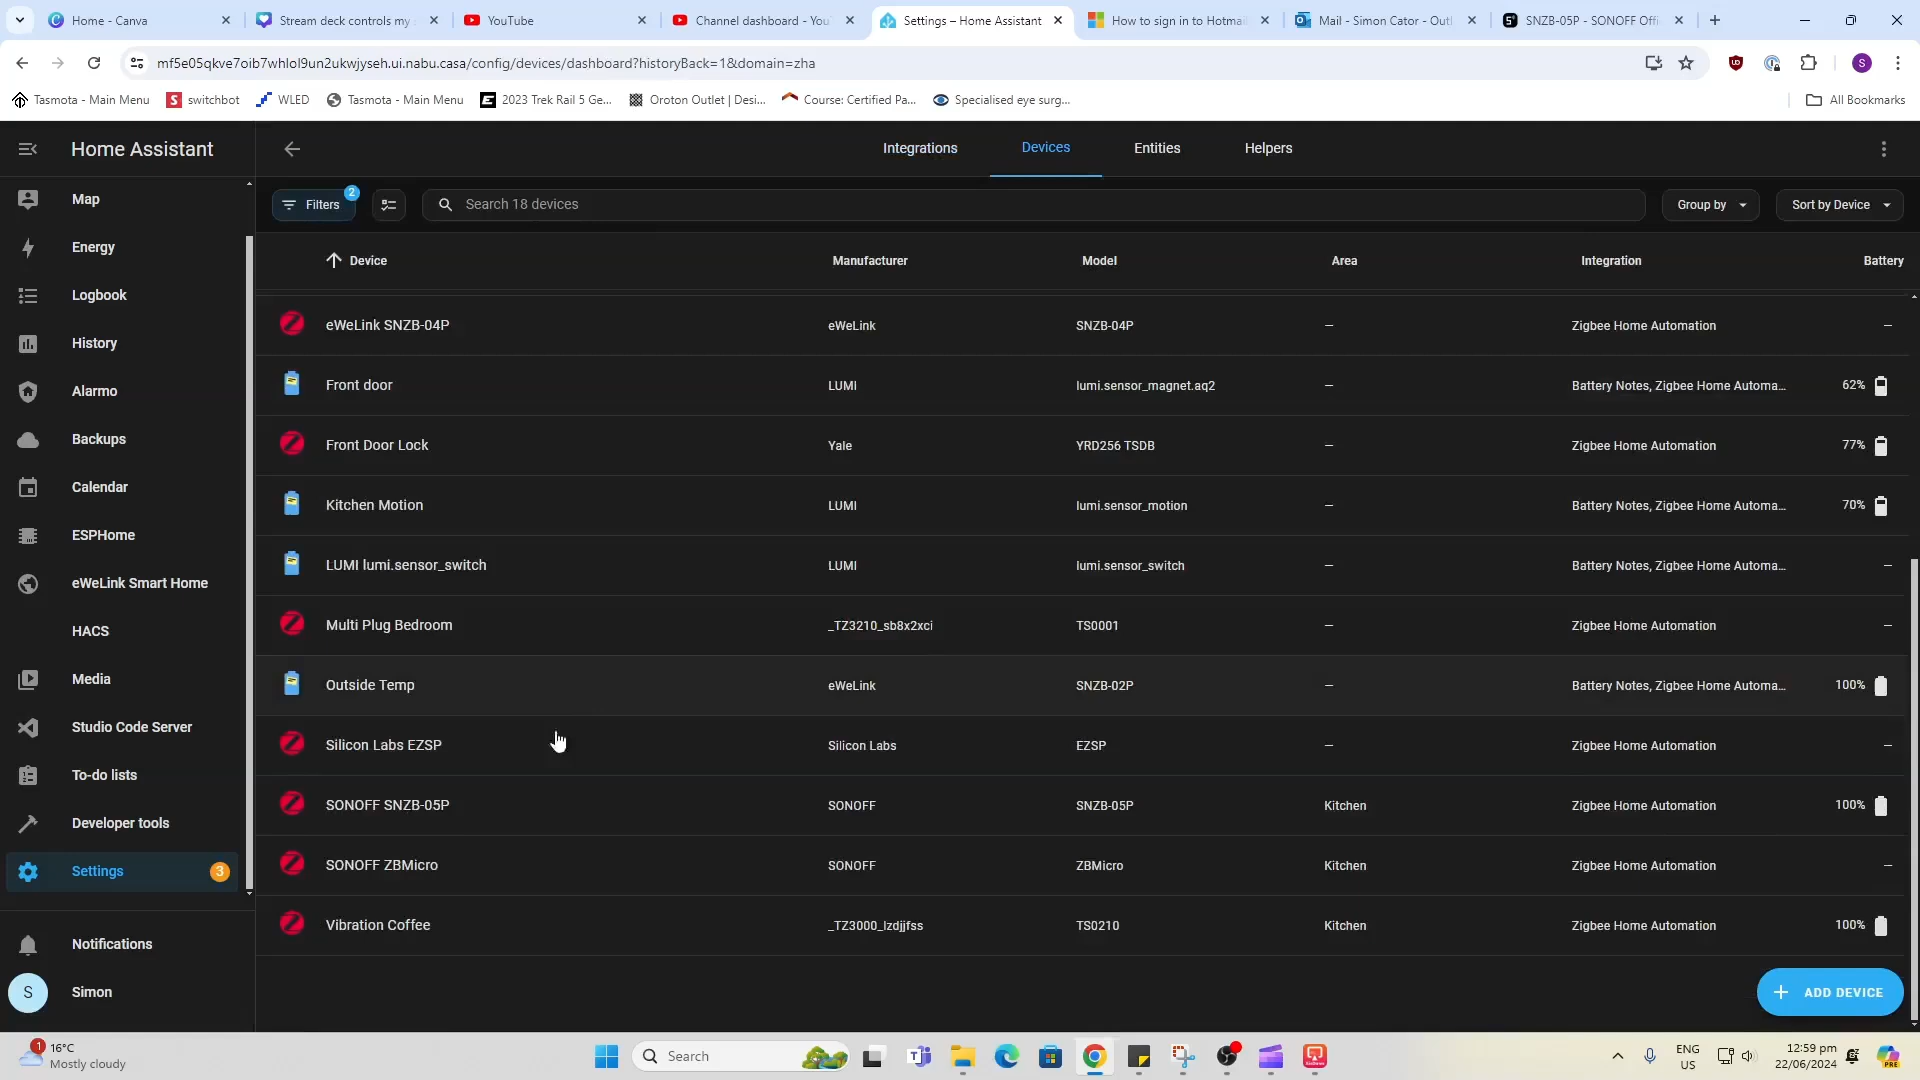 Home - Canva
Stream deck controls my
YouTube
Channel dashboard - You
Settings – Home Assistant
How to sign in to Hotmai
Mail - Simon Cator - Outl
SNZB-05P - SONOFF Offi
mf5e05qkve7oib7whlol9un2ukwjyseh.ui.nabu.casa/config/devices/dashboard?historyBack=1&domain=zha
S
Tasmota - Main Menu
switchbot
WLED
Tasmota - Main Menu
2023 Trek Rail 5 Ge...
Oroton Outlet | Desi...
Course: Certified Pa...
Specialised eye surg...
All Bookmarks
Home Assistant
Integrations
Devices
Entities
Helpers
Filters
2
Search 18 devices
Group by
Sort by Device
Device
Manufacturer
Model
Area
Integration
Battery
eWeLink SNZB-04P
eWeLink
SNZB-04P
–
Zigbee Home Automation
–
Front door
LUMI
lumi.sensor_magnet.aq2
–
Battery Notes, Zigbee Home Automa...
62%
Front Door Lock
Yale
YRD256 TSDB
–
Zigbee Home Automation
77%
Kitchen Motion
LUMI
lumi.sensor_motion
–
Battery Notes, Zigbee Home Automa...
70%
LUMI lumi.sensor_switch
LUMI
lumi.sensor_switch
–
Battery Notes, Zigbee Home Automa...
–
Multi Plug Bedroom
_TZ3210_sb8x2xci
TS0001
–
Zigbee Home Automation
–
Outside Temp
eWeLink
SNZB-02P
–
Battery Notes, Zigbee Home Automa...
100%
Silicon Labs EZSP
Silicon Labs
EZSP
–
Zigbee Home Automation
–
SONOFF SNZB-05P
SONOFF
SNZB-05P
Kitchen
Zigbee Home Automation
100%
SONOFF ZBMicro
SONOFF
ZBMicro
Kitchen
Zigbee Home Automation
–
Vibration Coffee
_TZ3000_lzdjjfss
TS0210
Kitchen
Zigbee Home Automation
100%
ADD DEVICE
Map
Energy
Logbook
History
Alarmo
Backups
Calendar
ESPHome
eWeLink Smart Home
HACS
Media
Studio Code Server
To-do lists
Developer tools
Settings
3
Notifications
S
Simon
1
16°C
Mostly cloudy
Search
ENG
US
12:59 pm
22/06/2024